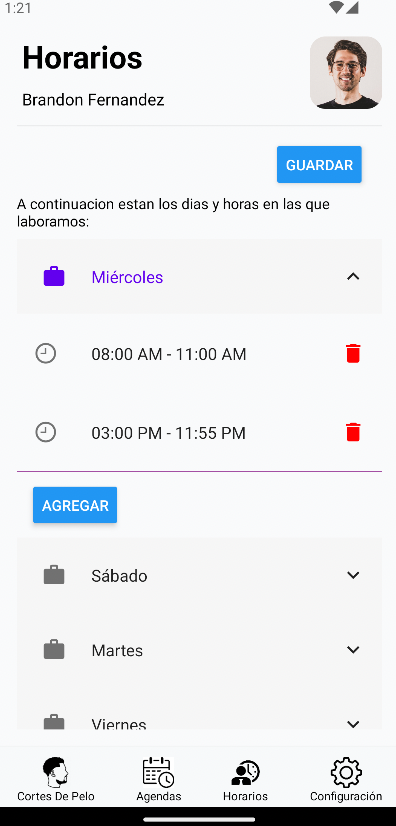 1:21
Horarios
Brandon Fernandez
GUARDAR
A continuacion estan los dias y horas en las que
laboramos:
Miércoles
08:00 AM - 11:00 AM
03:00 PM - 11:55 PM
AGREGAR
Sábado
Martes
Viernes
Cortes De Pelo
Agendas
Horarios
Configuración